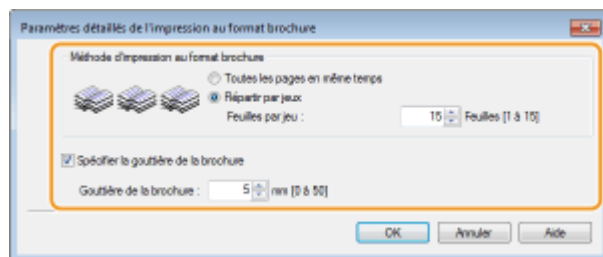 Paramètres détaillés de l'impression au format brochure
Méthode d'impression au format brochure
Toutes les pages en même temps
Répartir par jeux
Feuilles par jeu : 15 Feuilles [1 à 15]
Spécifier la gouttière de la brochure
Gouttière de la brochure : 5 mm [0 à 50]
OK Annuler Aide